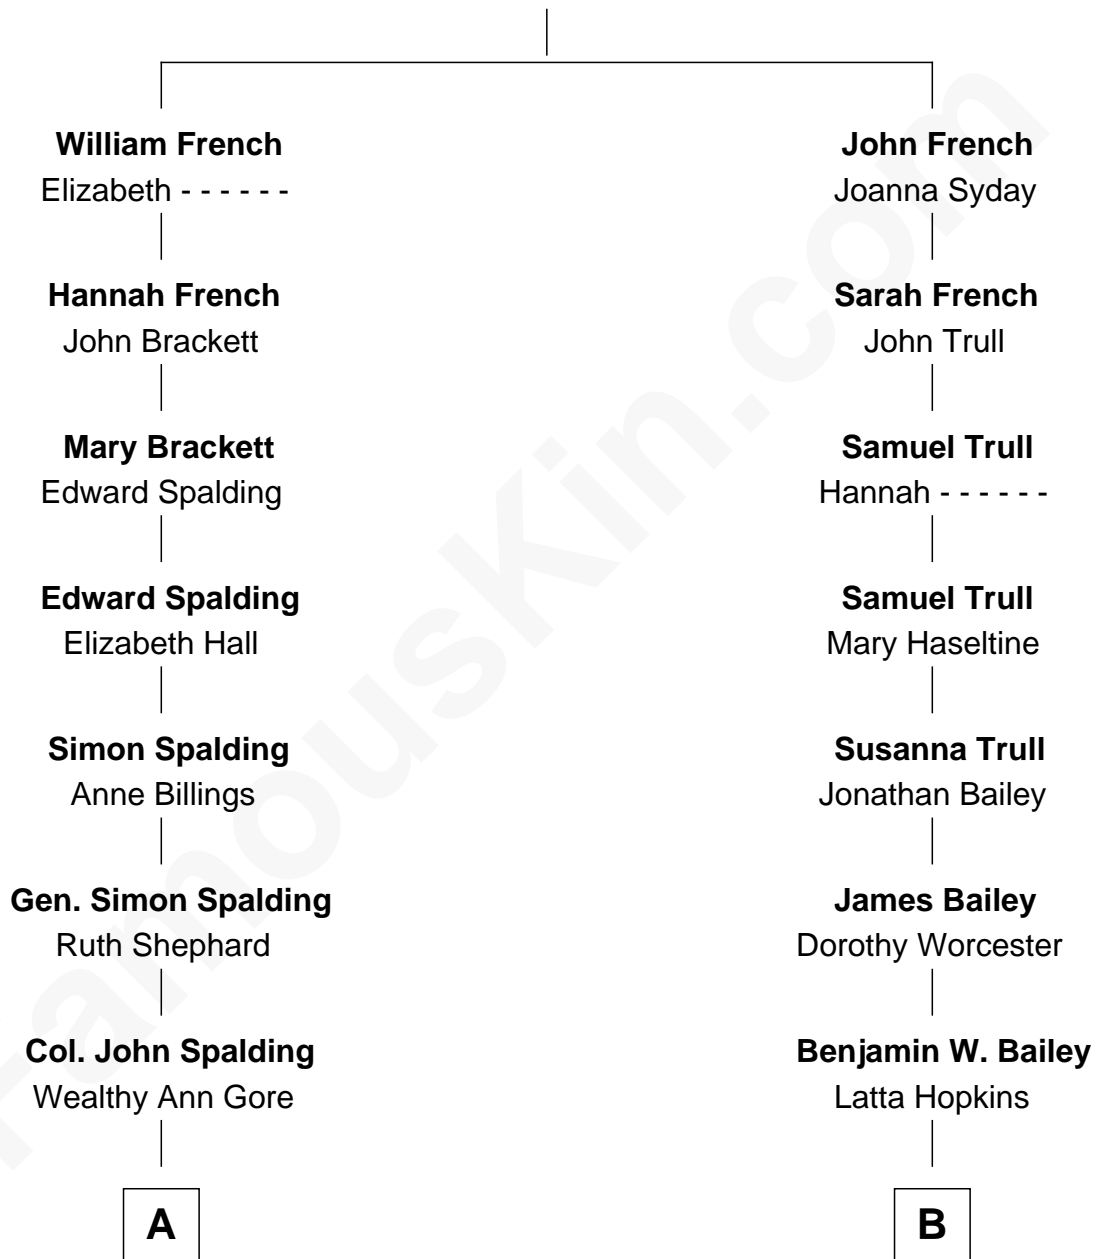 William French
Elizabeth - - - - - -
Hannah French
John Brackett
Mary Brackett
Edward Spalding
Edward Spalding
Elizabeth Hall
Simon Spalding
Anne Billings
Gen. Simon Spalding
Ruth Shephard
Col. John Spalding
Wealthy Ann Gore
A
John French
Joanna Syday
Sarah French
John Trull
Samuel Trull
Hannah - - - - - -
Samuel Trull
Mary Haseltine
Susanna Trull
Jonathan Bailey
James Bailey
Dorothy Worcester
Benjamin W. Bailey
Latta Hopkins
B
FamousKin.com